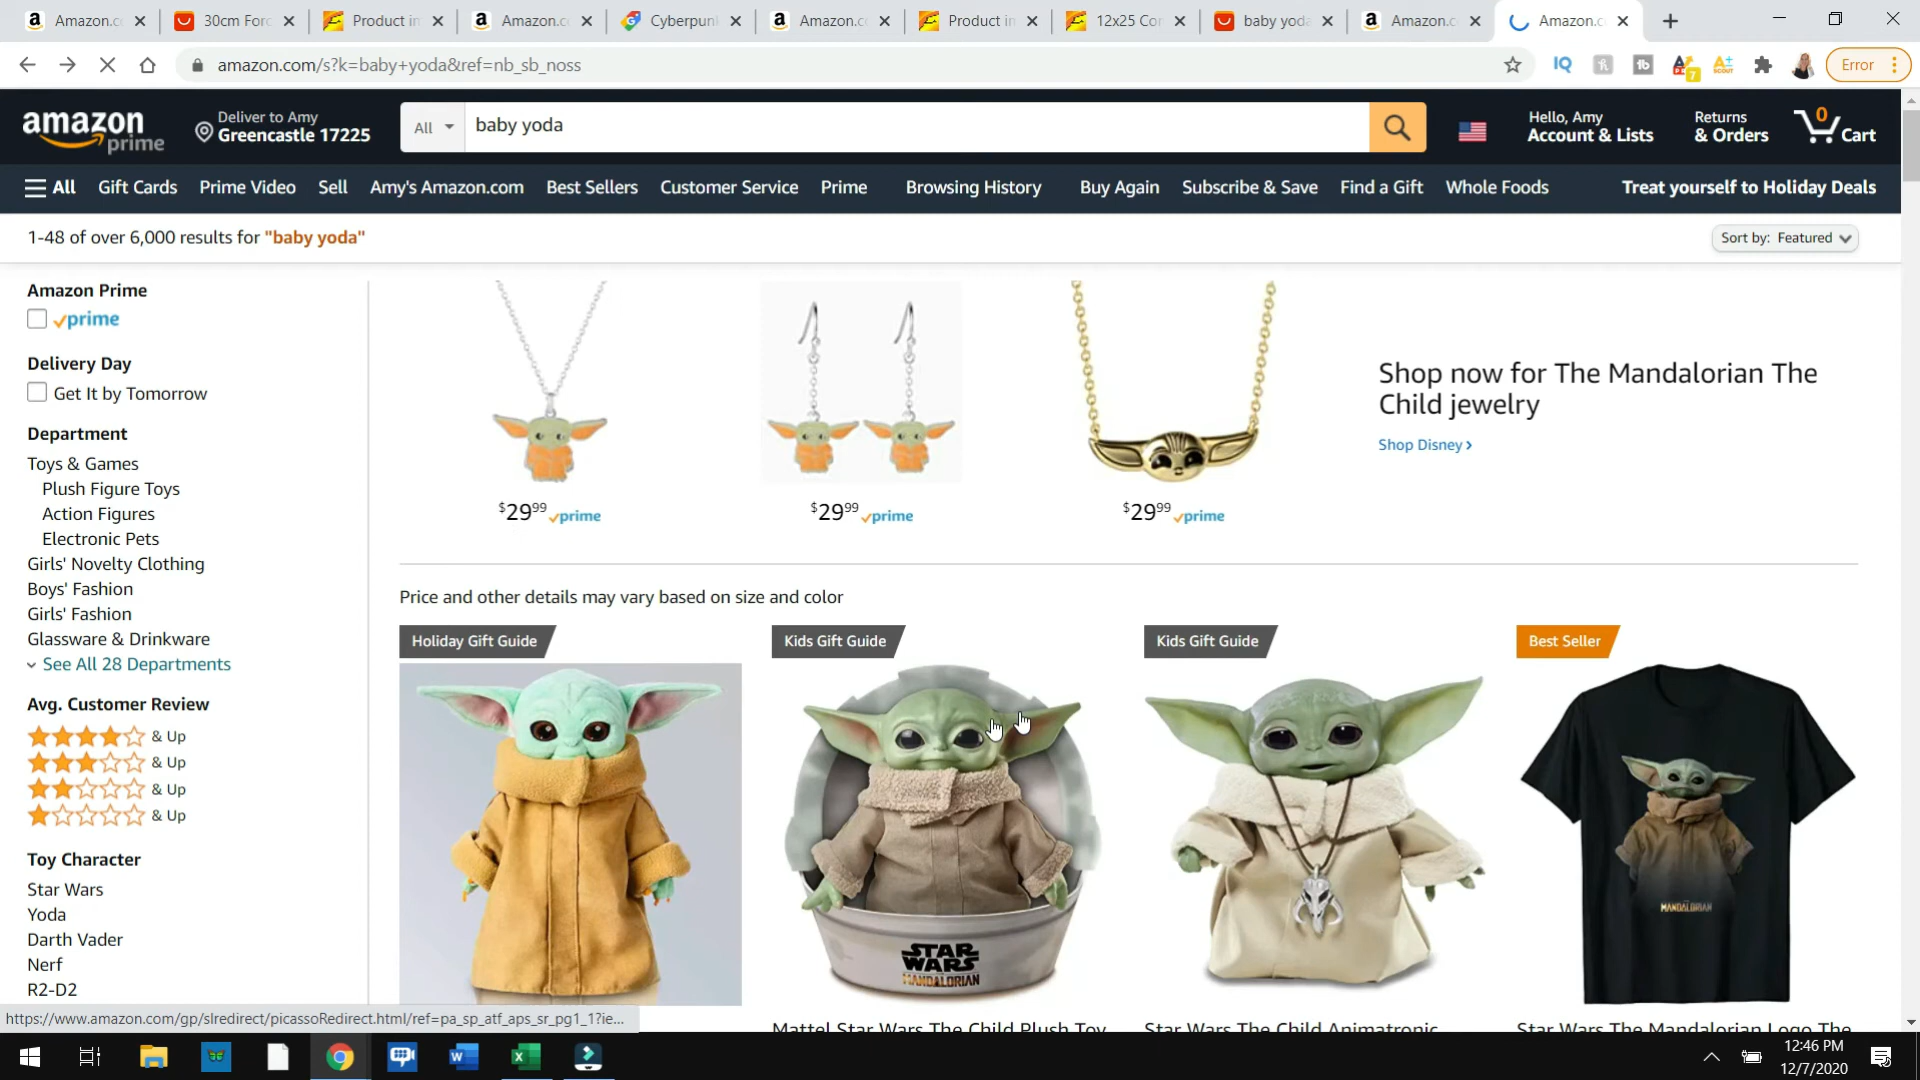 Amazon.c
30cm Forc
Product in
Amazon.c
Cyberpun
Amazon.c
Product in
12x25 Cor
baby yoda
Amazon.c
Amazon.c
amazon.com/s?k=baby+yoda&ref=nb_sb_noss
IQ
tb
7
SCOUT
Error
amazon
prime
Deliver to Amy
Greencastle 17225
All
baby yoda
Hello, Amy
Account & Lists
Returns
& Orders
0
Cart
All
Gift Cards
Prime Video
Sell
Amy's Amazon.com
Best Sellers
Customer Service
Prime
Browsing History
Buy Again
Subscribe & Save
Find a Gift
Whole Foods
Treat yourself to Holiday Deals
1-48 of over 6,000 results for "baby yoda"
Sort by: Featured
Amazon Prime
prime
Delivery Day
Get It by Tomorrow
Department
Toys & Games
Plush Figure Toys
Action Figures
Electronic Pets
Girls' Novelty Clothing
Boys' Fashion
Girls' Fashion
Glassware & Drinkware
See All 28 Departments
Avg. Customer Review
& Up
& Up
& Up
& Up
Toy Character
Star Wars
Yoda
Darth Vader
Nerf
R2-D2
$29.99 prime
$29.99 prime
$29.99 prime
Shop now for The Mandalorian The
Child jewelry
Shop Disney ›
Price and other details may vary based on size and color
Holiday Gift Guide
Kids Gift Guide
Kids Gift Guide
Best Seller
STAR
WARS
MANDALORIAN
MANDALORIAN
Mattel Star Wars The Child Plush Toy
Star Wars The Child Animatronic
Star Wars The Mandalorian Logo The
https://www.amazon.com/gp/slredirect/picassoRedirect.html/ref=pa_sp_atf_aps_sr_pg1_1?ie...
12:46 PM
12/7/2020